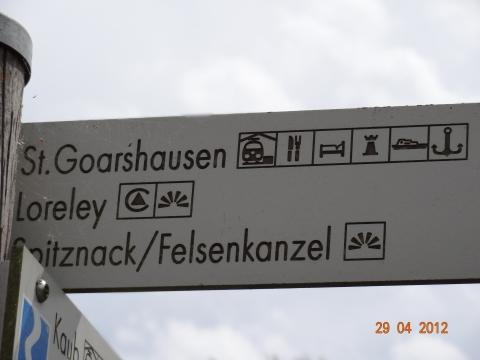 St. Goarshausen
Loreley
Spitznack/Felsenkanzel
Kaub
29 04 2012